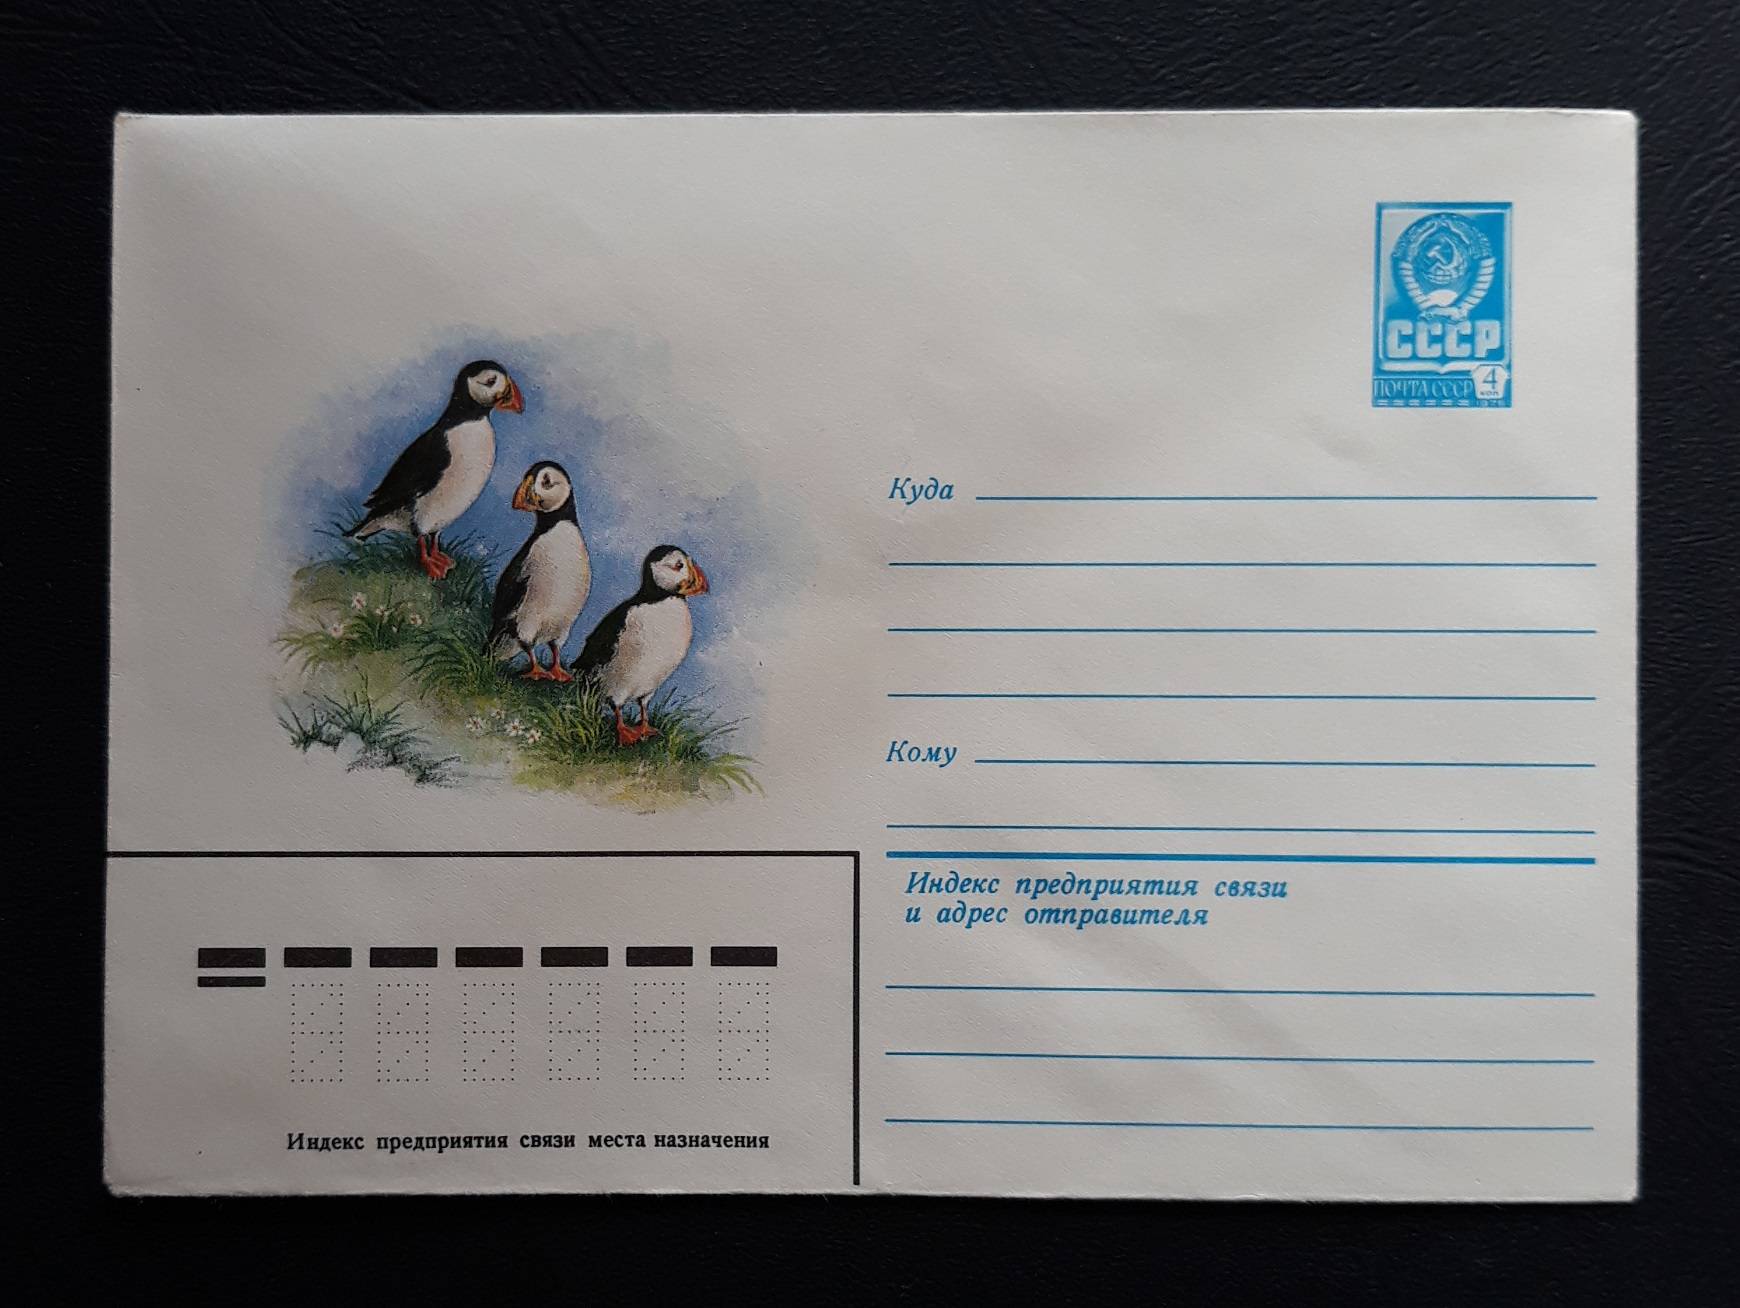 СССР
ПОЧТА СССР 4
коп
Куда
Кому
Индекс предприятия связи
и адрес отправителя
Индекс предприятия связи места назначения